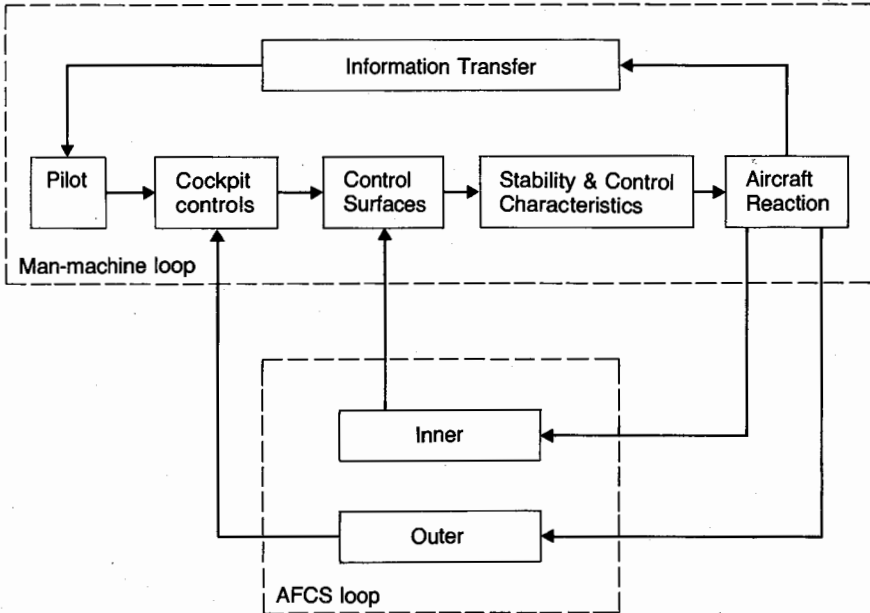 Information Transfer
Pilot
Cockpit
controls
Control
Surfaces
Stability & Control
Characteristics
Aircraft
Reaction
Man-machine loop
Inner
Outer
AFCS loop